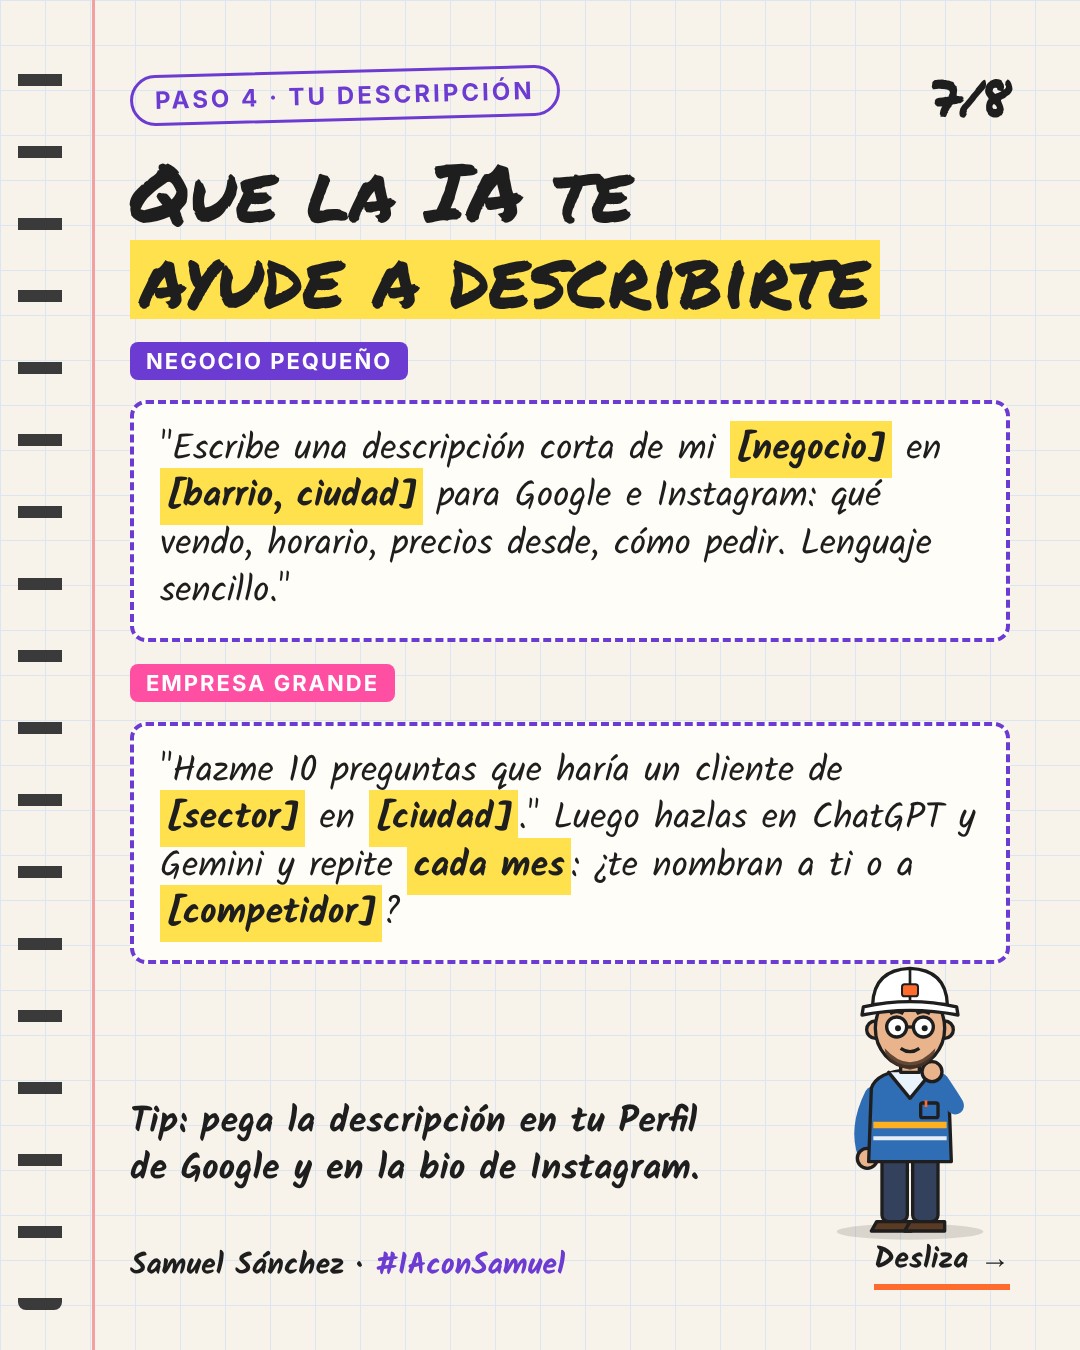 PASO 4 · TU DESCRIPCIÓN
7/8
QUE LA IA TE
AYUDE A DESCRIBIRTE
NEGOCIO PEQUEÑO
"Escribe una descripción corta de mi [negocio] en
[barrio, ciudad] para Google e Instagram: qué
vendo, horario, precios desde, cómo pedir. Lenguaje
sencillo."
EMPRESA GRANDE
"Hazme 10 preguntas que haría un cliente de
[sector] en [ciudad]." Luego hazlas en ChatGPT y
Gemini y repite cada mes: ¿te nombran a ti o a
[competidor]?
Tip: pega la descripción en tu Perfil
de Google y en la bio de Instagram.
Samuel Sánchez · #IAconSamuel
Desliza →